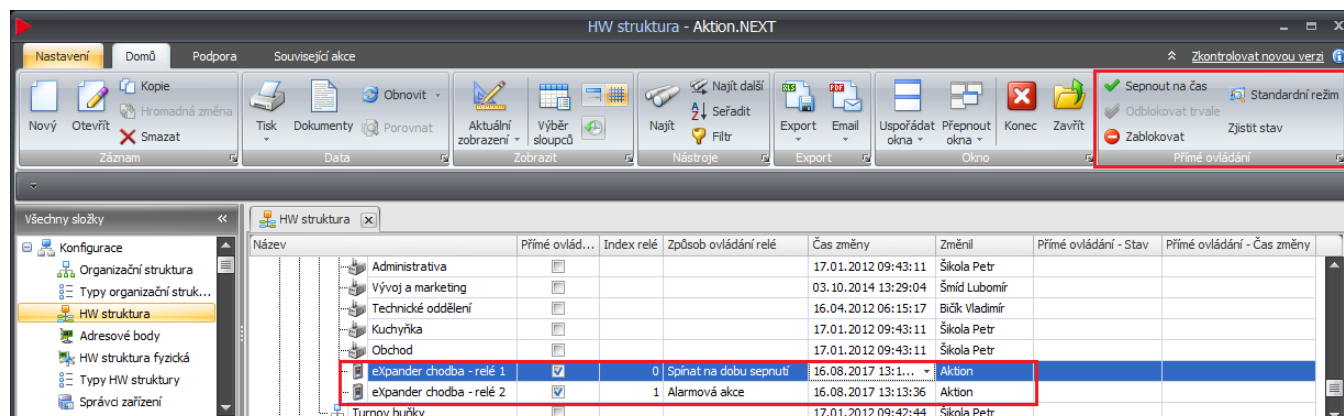 HW struktura - Aktion.NEXT
Nastavení Domů Podpora Související akce Zkontrolovat novou verzi
Nový Otevřít Kopie Hromadná změna Smazat
Záznam
Tisk Dokumenty Obnovit Porovnat
Data
Aktuální zobrazení Výběr sloupců
Zobrazit
Najít Najít další Seřadit Filtr
Nástroje
XLS Export PDF Email
Export
Uspořádat okna Přepnout okna Konec Zavřít
Okno
Sepnout na čas Standardní režim
Odblokovat trvale
Zablokovat Zjistit stav
Přímé ovládání
Všechny složky
Konfigurace
Organizační struktura
Typy organizační struk...
HW struktura
Adresové body
HW struktura fyzická
Typy HW struktury
Správci zařízení
HW struktura
Název Přímé ovlád... Index relé Způsob ovládání relé Čas změny Změnil Přímé ovládání - Stav Přímé ovládání - Čas změny
Administrativa 17.01.2012 09:43:11 Šikola Petr
Vývoj a marketing 03.10.2014 13:29:04 Šmíd Lubomír
Technické oddělení 16.04.2012 06:15:17 Bičík Vladimír
Kuchyňka 17.01.2012 09:43:11 Šikola Petr
Obchod 17.01.2012 09:43:11 Šikola Petr
eXpander chodba - relé 1 0 Spínat na dobu sepnutí 16.08.2017 13:1... Aktion
eXpander chodba - relé 2 1 Alarmová akce 16.08.2017 13:13:36 Aktion
Turnov buňky 17.01.2012 09:42:44 Šikola Petr